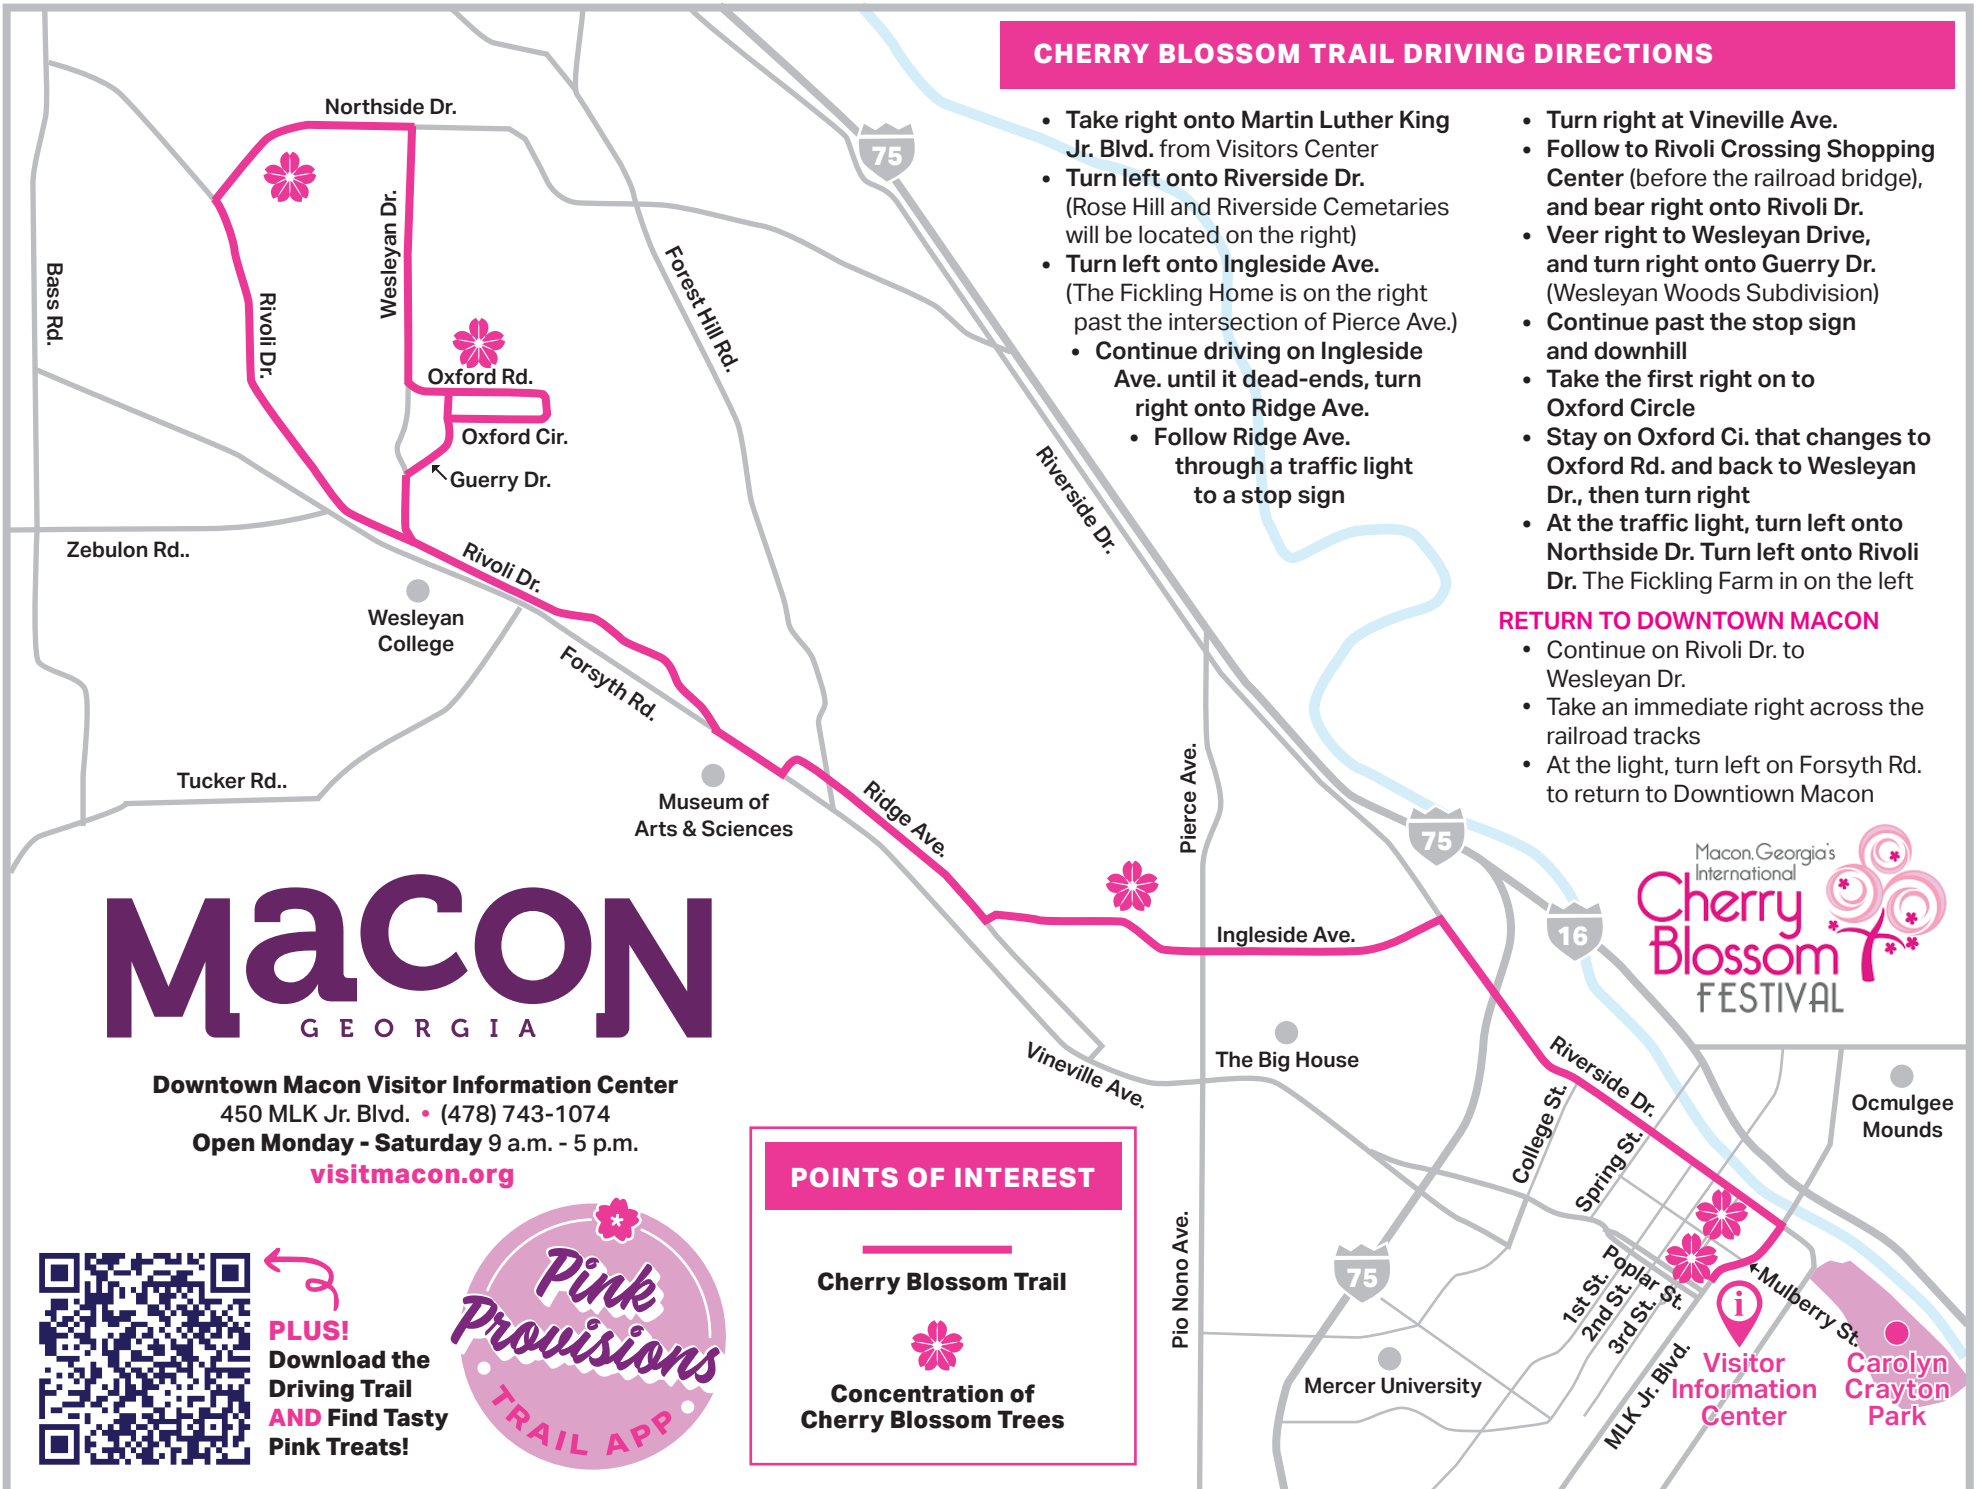 CHERRY BLOSSOM TRAIL DRIVING DIRECTIONS
• Take right onto Martin Luther King
Jr. Blvd. from Visitors Center
• Turn left onto Riverside Dr.
(Rose Hill and Riverside Cemetaries
will be located on the right)
• Turn left onto Ingleside Ave.
(The Fickling Home is on the right
past the intersection of Pierce Ave.)
• Continue driving on Ingleside
Ave. until it dead-ends, turn
right onto Ridge Ave.
• Follow Ridge Ave.
through a traffic light
to a stop sign
• Turn right at Vineville Ave.
• Follow to Rivoli Crossing Shopping
Center (before the railroad bridge),
and bear right onto Rivoli Dr.
• Veer right to Wesleyan Drive,
and turn right onto Guerry Dr.
(Wesleyan Woods Subdivision)
• Continue past the stop sign
and downhill
• Take the first right on to
Oxford Circle
• Stay on Oxford Ci. that changes to
Oxford Rd. and back to Wesleyan
Dr., then turn right
• At the traffic light, turn left onto
Northside Dr. Turn left onto Rivoli
Dr. The Fickling Farm in on the left
RETURN TO DOWNTOWN MACON
• Continue on Rivoli Dr. to
Wesleyan Dr.
• Take an immediate right across the
railroad tracks
• At the light, turn left on Forsyth Rd.
to return to Downtiown Macon
Northside Dr.
Wesleyan Dr.
Bass Rd.
Rivoli Dr.
Forest Hill Rd.
75
Oxford Rd.
Oxford Cir.
Guerry Dr.
Zebulon Rd..
Rivoli Dr.
Wesleyan
College
Forsyth Rd.
Riverside Dr.
Tucker Rd..
Museum of
Arts & Sciences
Ridge Ave.
Pierce Ave.
75
16
Ingleside Ave.
Macon, Georgia's
International
Cherry
Blossom
FESTIVAL
The Big House
Vineville Ave.
Riverside Dr.
College St.
Spring St.
Ocmulgee
Mounds
Pio Nono Ave.
75
Poplar St.
1st St.
2nd St.
3rd St.
Mulberry St.
MLK Jr. Blvd.
i
Visitor
Information
Center
Carolyn
Crayton
Park
Mercer University
MACON
GEORGIA
Downtown Macon Visitor Information Center
450 MLK Jr. Blvd. • (478) 743-1074
Open Monday - Saturday 9 a.m. - 5 p.m.
visitmacon.org
PLUS!
Download the
Driving Trail
AND Find Tasty
Pink Treats!
Pink
Provisions
TRAIL APP
POINTS OF INTEREST
Cherry Blossom Trail
Concentration of
Cherry Blossom Trees